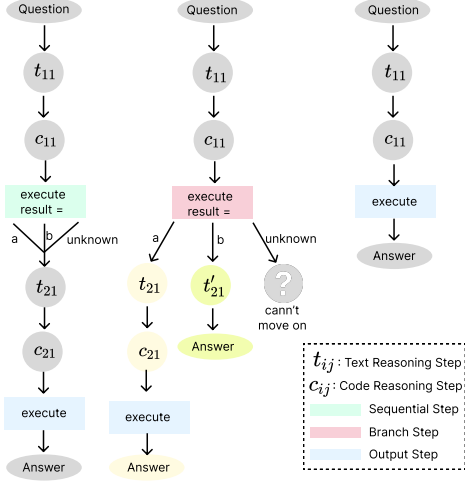 Question
t11
c11
execute
result =
a
b
unknown
t21
c21
execute
Answer
Question
t11
c11
execute
result =
a
b
unknown
t21
t'21
?
cann't
move on
c21
Answer
execute
Answer
Question
t11
c11
execute
Answer
tij : Text Reasoning Step
cij : Code Reasoning Step
Sequential Step
Branch Step
Output Step